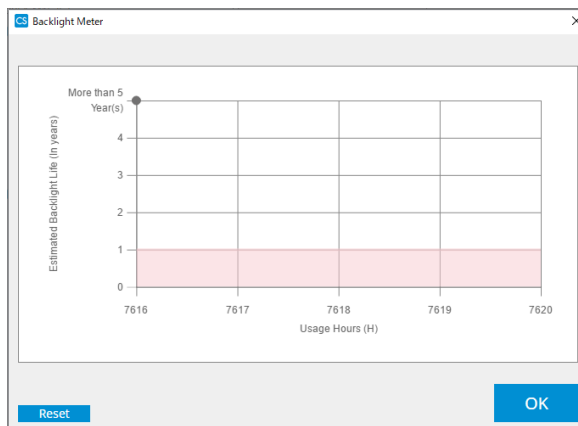 CS Backlight Meter
More than 5
Year(s)
4
3
2
1
0
Estimated Backlight Life (In years)
7616 7617 7618 7619 7620
Usage Hours (H)
Reset
OK